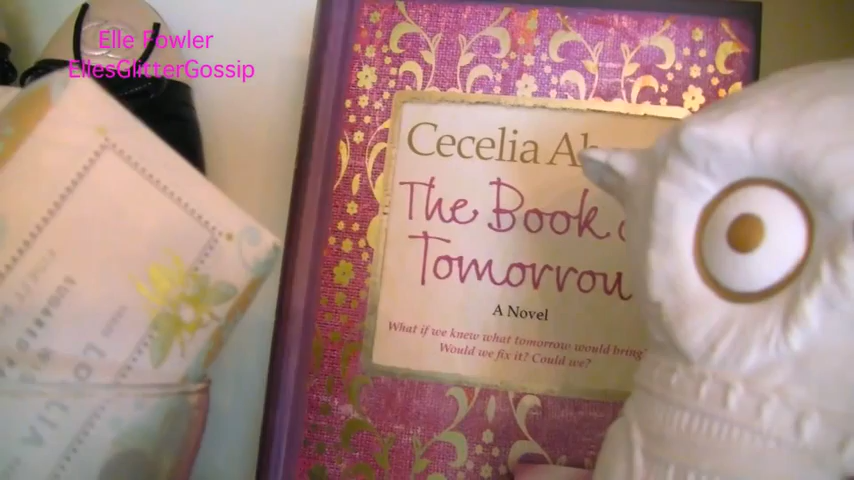 Elle Fowler
EllesGlitterGossip
Cecelia
The Book
Tomorrow
A Novel
What if we knew what tomorrow would bring?
Would we fix it? Could we?